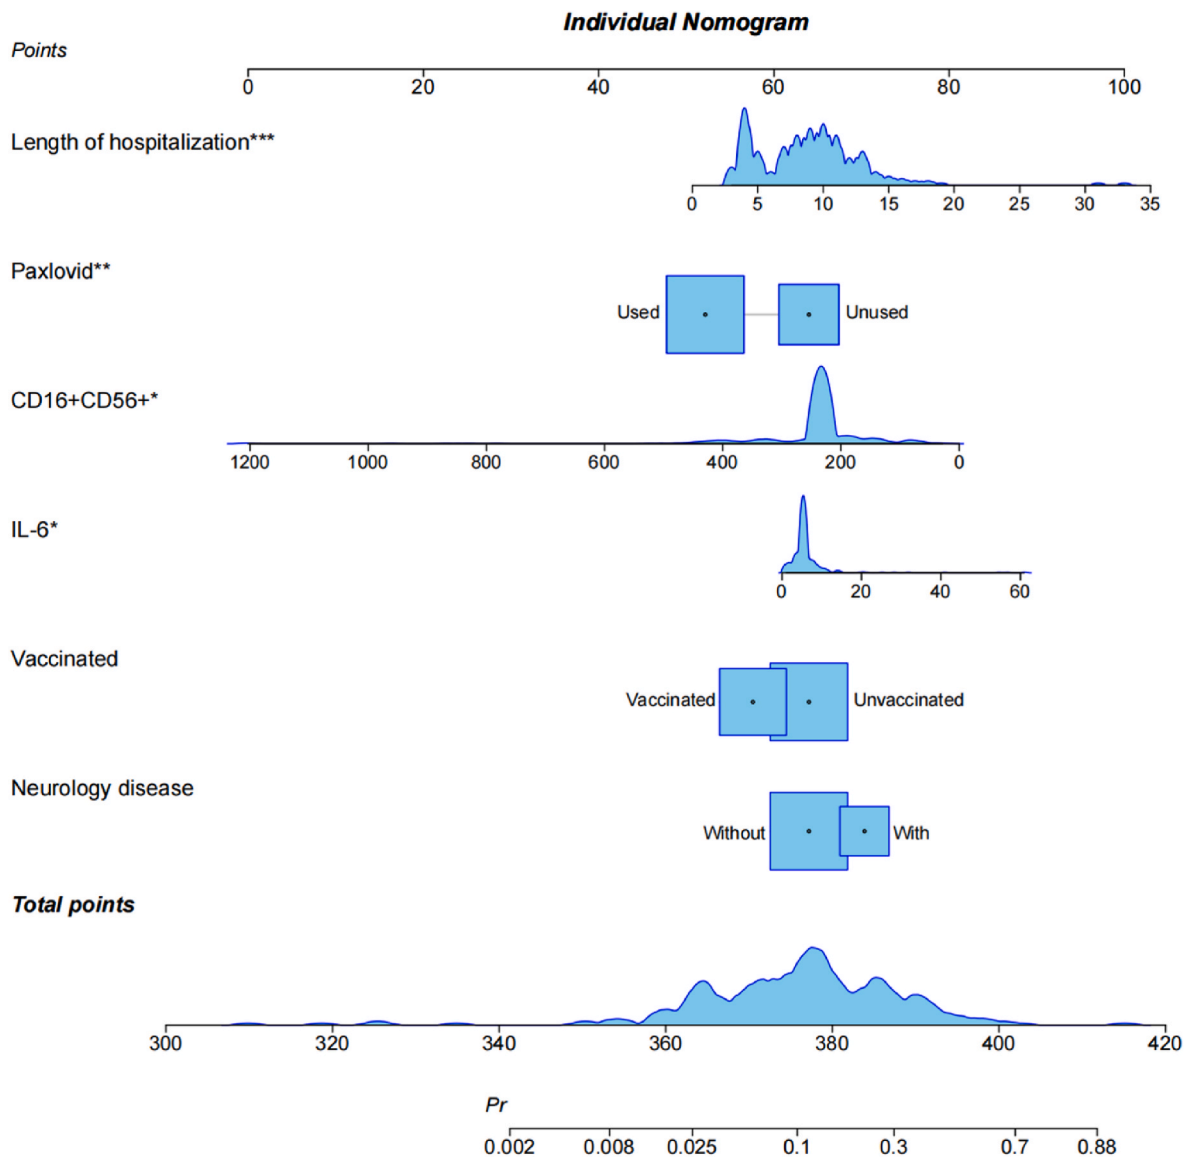 Individual Nomogram
Points
0 20 40 60 80 100
Length of hospitalization***
0 5 10 15 20 25 30 35
Paxlovid**
Used Unused
CD16+CD56+*
1200 1000 800 600 400 200 0
IL-6*
0 20 40 60
Vaccinated
Vaccinated Unvaccinated
Neurology disease
Without With
Total points
300 320 340 360 380 400 420
Pr
0.002 0.008 0.025 0.1 0.3 0.7 0.88